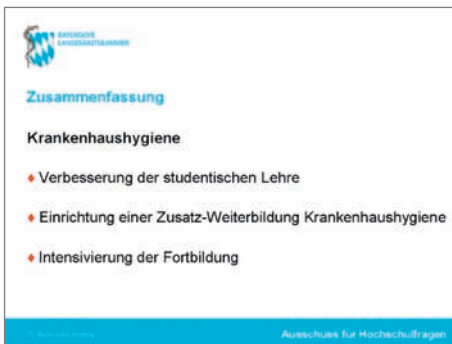 BAYERISCHE
LANDESÄRZTEKAMMER
Zusammenfassung
Krankenhaushygiene
♦ Verbesserung der studentischen Lehre
♦ Einrichtung einer Zusatz-Weiterbildung Krankenhaushygiene
♦ Intensivierung der Fortbildung
Ausschuss für Hochschulfragen